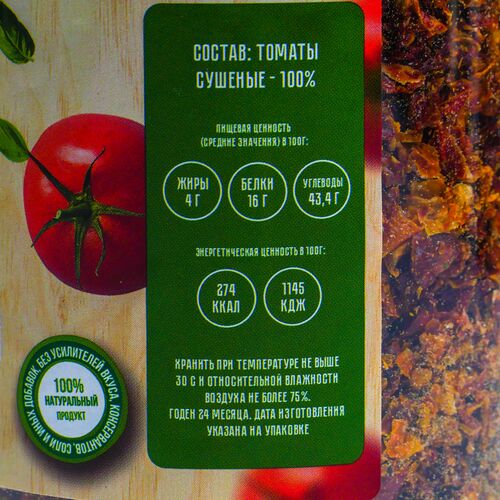 СОСТАВ: ТОМАТЫ
СУШЕНЫЕ - 100%
ПИЩЕВАЯ ЦЕННОСТЬ
(СРЕДНИЕ ЗНАЧЕНИЯ) В 100Г:
ЖИРЫ
4 Г
БЕЛКИ
16 Г
УГЛЕВОДЫ
43,4 Г
ЭНЕРГЕТИЧЕСКАЯ ЦЕННОСТЬ В 100Г:
274
ККАЛ
1145
КДЖ
ХРАНИТЬ ПРИ ТЕМПЕРАТУРЕ НЕ ВЫШЕ
30 С И ОТНОСИТЕЛЬНОЙ ВЛАЖНОСТИ
ВОЗДУХА НЕ БОЛЕЕ 75%.
ГОДЕН 24 МЕСЯЦА. ДАТА ИЗГОТОВЛЕНИЯ
УКАЗАНА НА УПАКОВКЕ
БЕЗ УСИЛИТЕЛЕЙ ВКУСА, КОНСЕРВАНТОВ, СОЛИ И ИНЫХ ДОБАВОК,
100%
НАТУРАЛЬНЫЙ
ПРОДУКТ